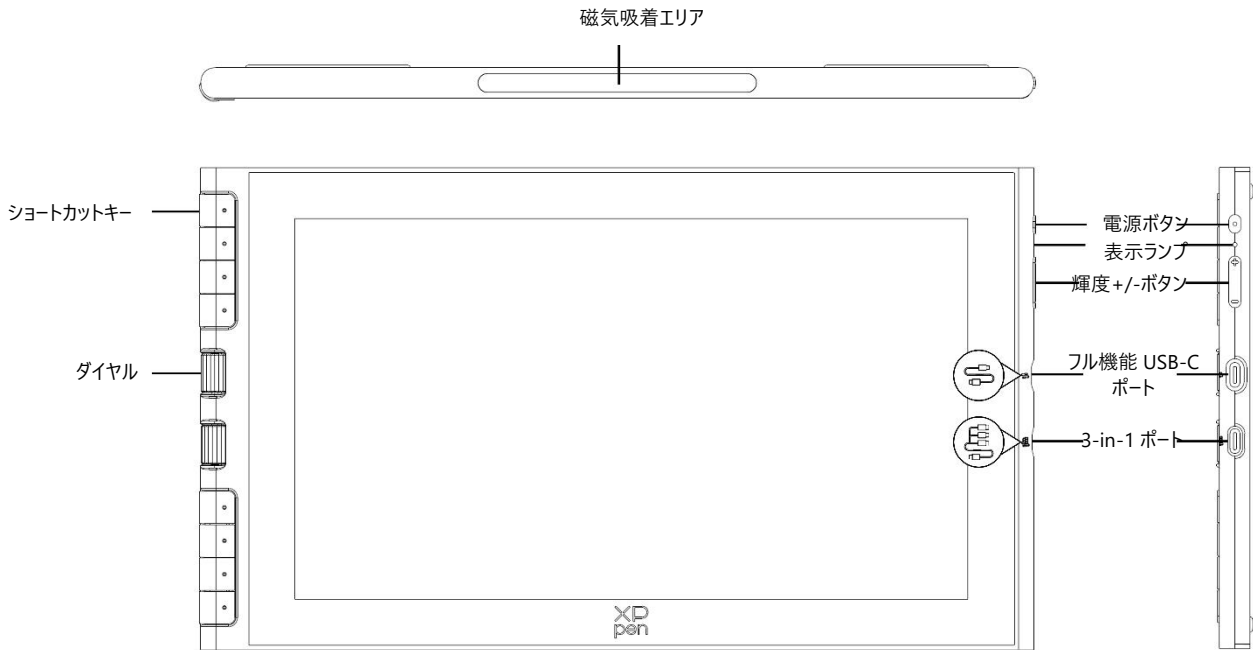 磁気吸着エリア
ショートカットキー
電源ボタン
表示ランプ
輝度+/-ボタン
ダイヤル
フル機能 USB-C
ポート
3-in-1 ポート
XP
pen